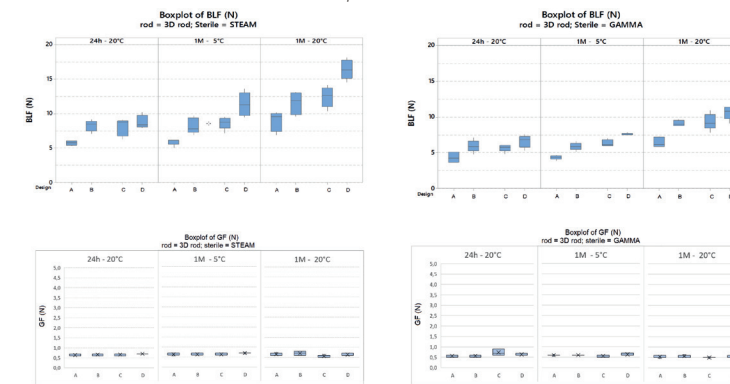 Boxplot of BLF (N)
rod = 3D rod; Sterile = STEAM
24h - 20°C 1M - 5°C 1M - 20°C
BLF (N)
20
15
10
5
0
Design A B C D A B C D A B C D
Boxplot of BLF (N)
rod = 3D rod; Sterile = GAMMA
24h - 20°C 1M - 5°C 1M - 20°C
BLF (N)
20
15
10
5
0
Design A B C D A B C D A B C
Boxplot of GF (N)
rod = 3D rod; sterile = STEAM
24h - 20°C 1M - 5°C 1M - 20°C
GF (N)
5,0
4,5
4,0
3,5
3,0
2,5
2,0
1,5
1,0
0,5
0,0
A B C D A B C D A B C D
Boxplot of GF (N)
rod = 3D rod; sterile = GAMMA
24h - 20°C 1M - 5°C 1M - 20°C
GF (N)
5,0
4,5
4,0
3,5
3,0
2,5
2,0
1,5
1,0
0,5
0,0
A B C D A B C D A B C